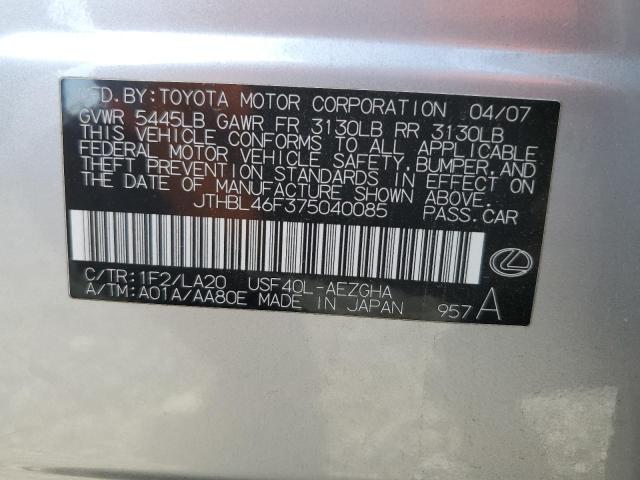 MFD. BY: TOYOTA MOTOR CORPORATION 04/07
GVWR 5445LB GAWR FR 3130LB RR 3130LB
THIS VEHICLE CONFORMS TO ALL APPLICABLE
FEDERAL MOTOR VEHICLE SAFETY, BUMPER, AND
THEFT PREVENTION STANDARDS IN EFFECT ON
THE DATE OF MANUFACTURE SHOWN ABOVE.
JTHBL46F375040085 PASS.CAR
C/TR: 1F2/LA20 USF40L-AEZGHA
A/TM: A01A/AA80E MADE IN JAPAN 957 A